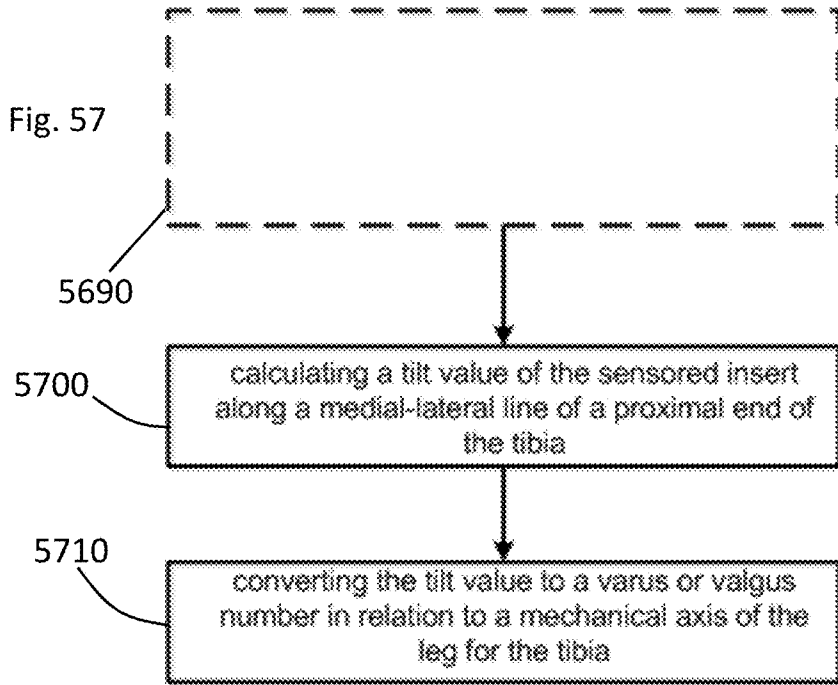 Fig. 57
5690
5700
calculating a tilt value of the sensored insert
along a medial-lateral line of a proximal end of
the tibia
5710
converting the tilt value to a varus or valgus
number in relation to a mechanical axis of the
leg for the tibia